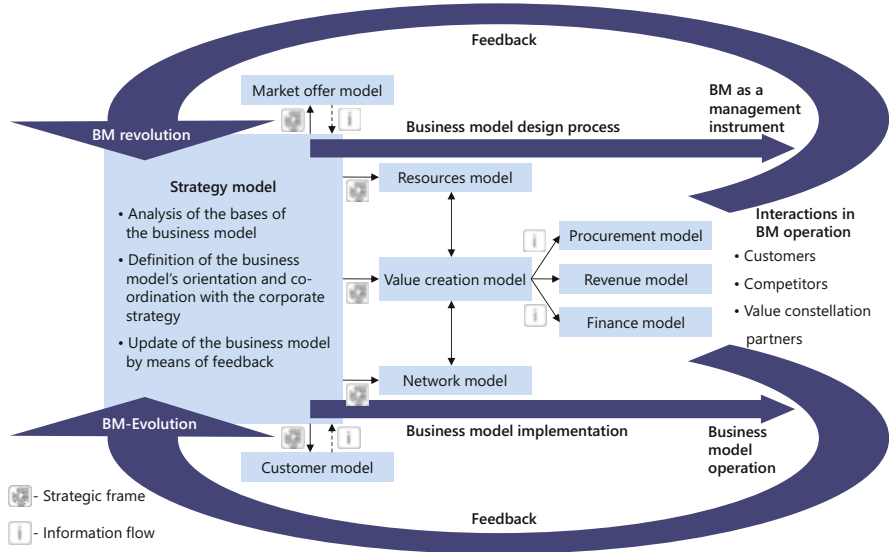 Feedback
Market offer model
i
BM as a
management
instrument
BM revolution
Business model design process
Strategy model
• Analysis of the bases of
the business model
• Definition of the business
model's orientation and co-
ordination with the corporate
strategy
• Update of the business model
by means of feedback
Resources model
Value creation model
Network model
i
i
Procurement model
Revenue model
Finance model
Interactions in
BM operation
• Customers
• Competitors
• Value constellation
partners
BM-Evolution
Business model implementation
Business
model
operation
i
Customer model
- Strategic frame
i - Information flow
Feedback